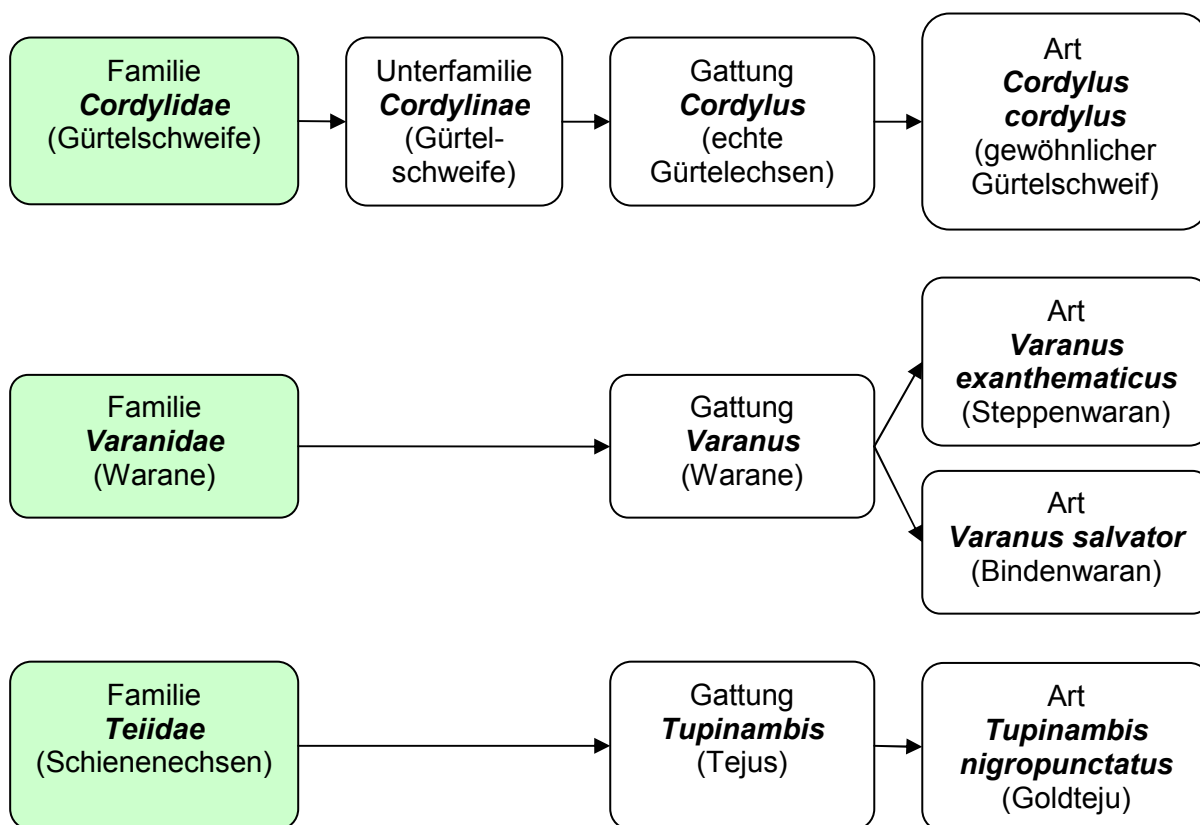 Familie
Cordylidae
(Gürtelschweife)
Unterfamilie
Cordylinae
(Gürtel-
schweife)
Gattung
Cordylus
(echte
Gürtelechsen)
Art
Cordylus
cordylus
(gewöhnlicher
Gürtelschweif)
Familie
Varanidae
(Warane)
Gattung
Varanus
(Warane)
Art
Varanus
exanthematicus
(Steppenwaran)
Art
Varanus salvator
(Bindenwaran)
Familie
Teiidae
(Schienenechsen)
Gattung
Tupinambis
(Tejus)
Art
Tupinambis
nigropunctatus
(Goldteju)